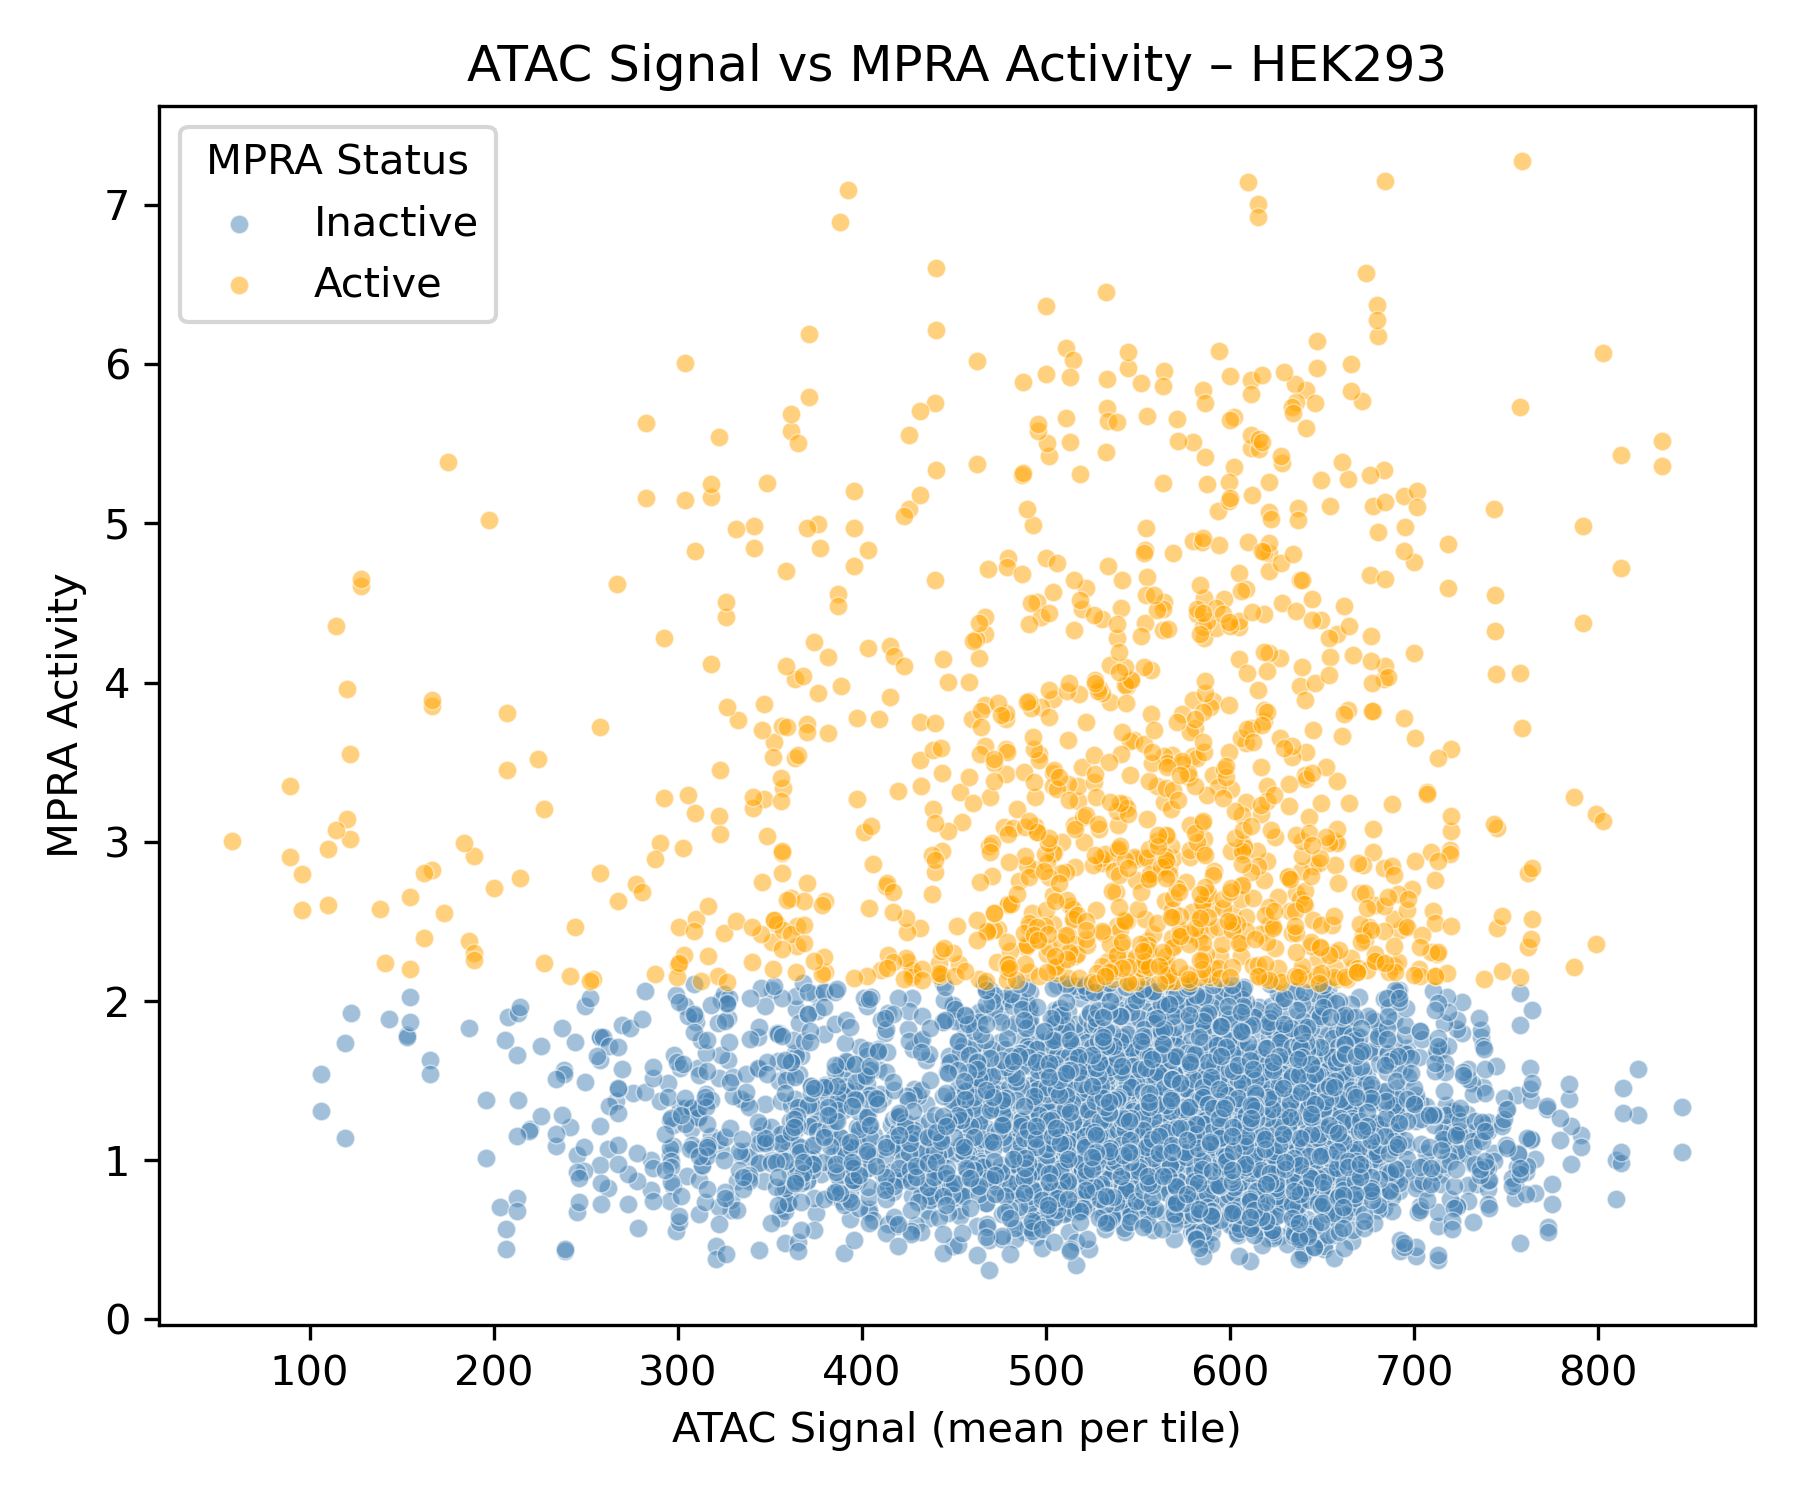 ATAC Signal vs MPRA Activity – HEK293
MPRA Status
Inactive
Active
MPRA Activity
7
6
5
4
3
2
1
0
100 200 300 400 500 600 700 800
ATAC Signal (mean per tile)